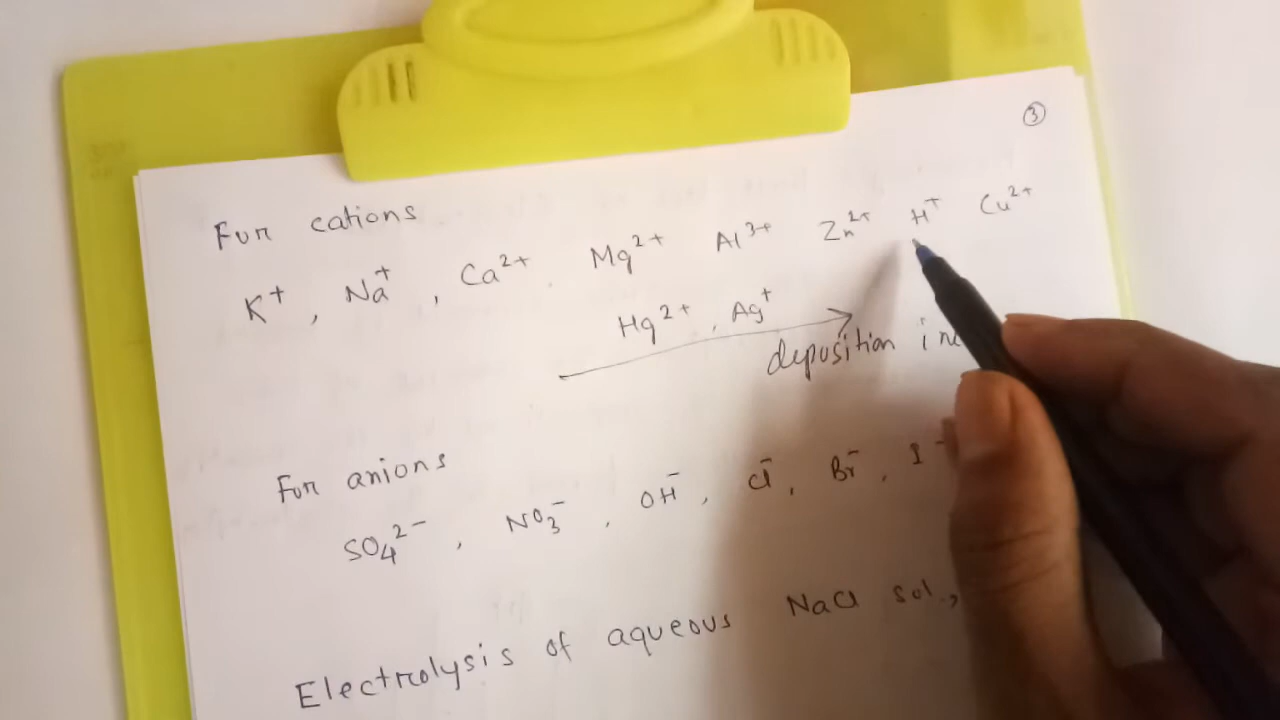 ③
For cations
K⁺, Na⁺, Ca²⁺, Mg²⁺ Al³⁺ Zn²⁺ H⁺ Cu²⁺
Hg²⁺, Ag⁺
deposition
For anions
SO₄²⁻, NO₃⁻, OH⁻, Cl⁻, Br⁻, I⁻
Electrolysis of aqueous NaCl sol.,